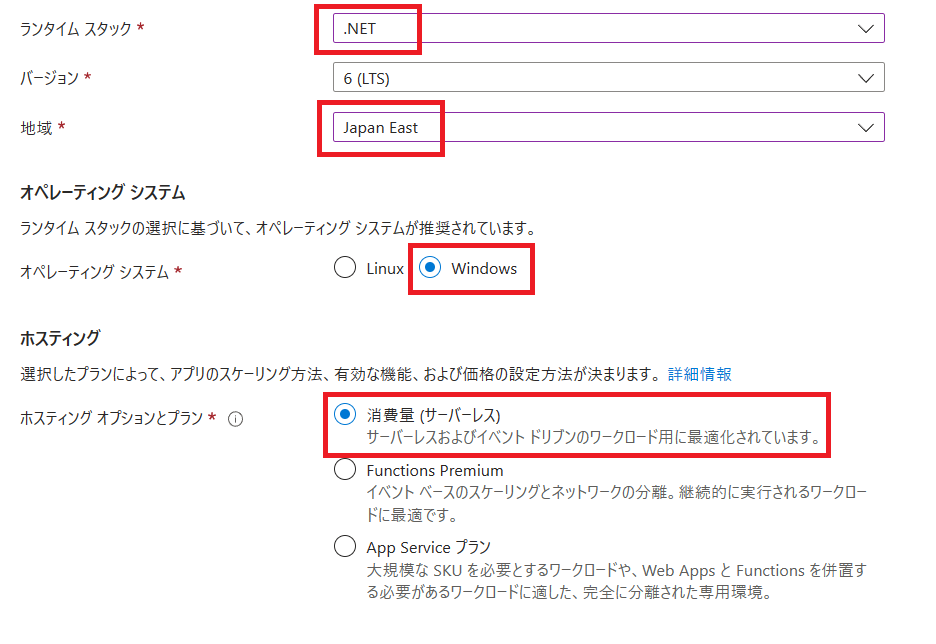 ランタイム スタック *
.NET
バージョン *
6 (LTS)
地域 *
Japan East
オペレーティング システム
ランタイム スタックの選択に基づいて、オペレーティング システムが推奨されています。
オペレーティング システム *
Linux
Windows
ホスティング
選択したプランによって、アプリのスケーリング方法、有効な機能、および価格の設定方法が決まります。 詳細情報
ホスティング オプションとプラン *
消費量 (サーバーレス)
サーバーレスおよびイベント ドリブンのワークロード用に最適化されています。
Functions Premium
イベント ベースのスケーリングとネットワークの分離。継続的に実行されるワークロー
ドに最適です。
App Service プラン
大規模な SKU を必要とするワークロードや、Web Apps と Functions を併置す
る必要があるワークロードに適した、完全に分離された専用環境。